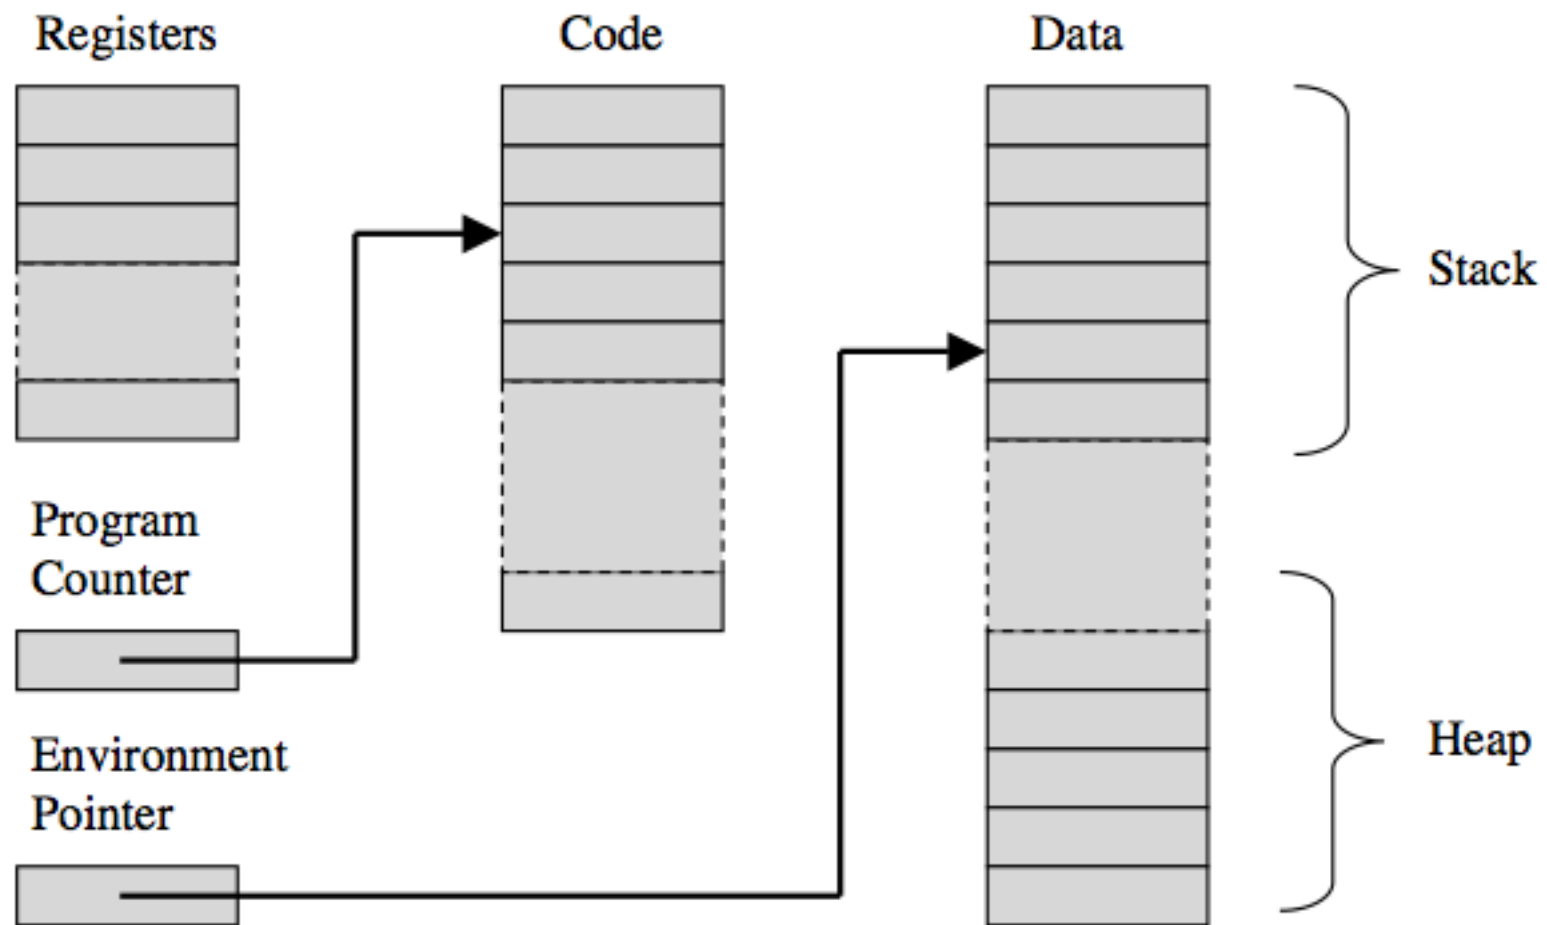 Registers
Code
Data
Stack
Program
Counter
Environment
Pointer
Heap